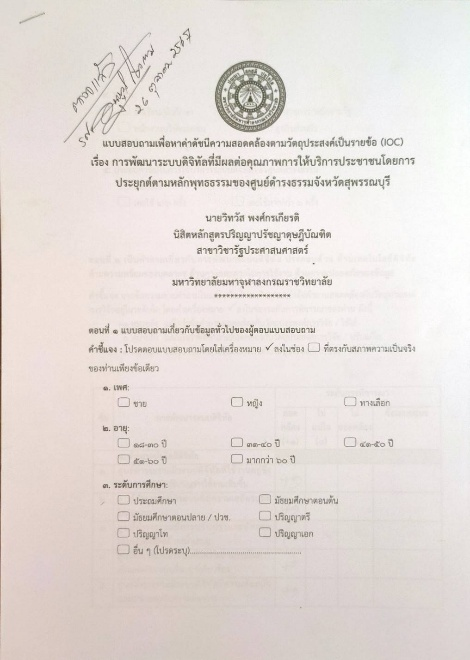 ตรวจแล้ว
26 ตุลาคม 2567
แบบสอบถามเพื่อหาค่าดัชนีความสอดคล้องตามวัตถุประสงค์เป็นรายข้อ (IOC)
เรื่อง การพัฒนาระบบดิจิทัลที่มีผลต่อคุณภาพการให้บริการประชาชนโดยการ
ประยุกต์ตามหลักพุทธธรรมของศูนย์ดำรงธรรมจังหวัดสุพรรณบุรี
นายวิทวัส พงศ์กรเกียรติ
นิสิตหลักสูตรปริญญาปรัชญาดุษฎีบัณฑิต
สาขาวิชารัฐประศาสนศาสตร์
มหาวิทยาลัยมหาจุฬาลงกรณราชวิทยาลัย
*******************
ตอนที่ ๑ แบบสอบถามเกี่ยวกับข้อมูลทั่วไปของผู้ตอบแบบสอบถาม
คำชี้แจง : โปรดตอบแบบสอบถามโดยใส่เครื่องหมาย ✓ ลงในช่อง ☐ ที่ตรงกับสภาพความเป็นจริง
ของท่านเพียงข้อเดียว
๑. เพศ:
☐ ชาย ☐ หญิง ☐ ทางเลือก
๒. อายุ:
☐ ๑๘-๓๐ ปี ☐ ๓๑-๔๐ ปี ☐ ๔๑-๕๐ ปี
☐ ๕๑-๖๐ ปี ☐ มากกว่า ๖๐ ปี
๓. ระดับการศึกษา:
☐ ประถมศึกษา ☐ มัธยมศึกษาตอนต้น
☐ มัธยมศึกษาตอนปลาย / ปวช. ☐ ปริญญาตรี
☐ ปริญญาโท ☐ ปริญญาเอก
☐ อื่น ๆ (โปรดระบุ)..................................................